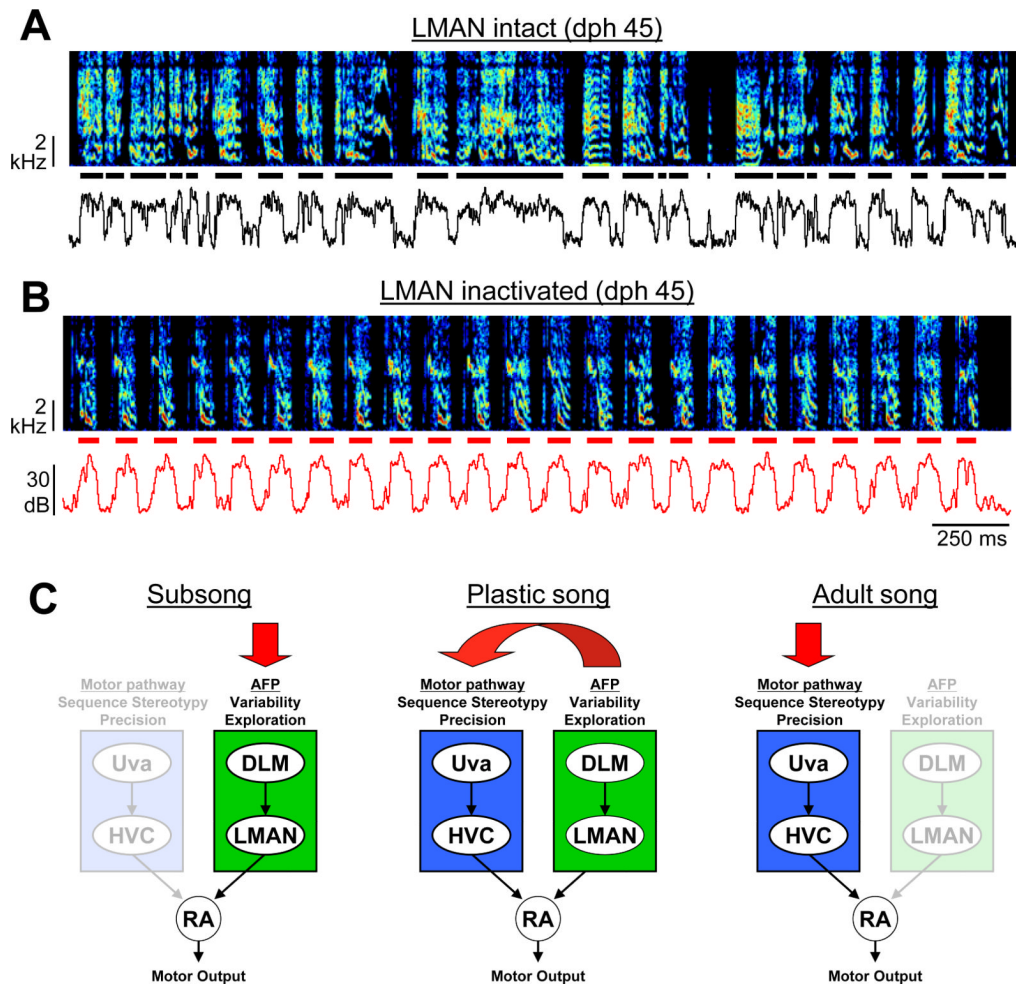 A
LMAN intact (dph 45)
2
kHz
B
LMAN inactivated (dph 45)
2
kHz
30
dB
250 ms
C
Subsong
Plastic song
Adult song
Motor pathway
Sequence Stereotypy
Precision
AFP
Variability
Exploration
Motor pathway
Sequence Stereotypy
Precision
AFP
Variability
Exploration
Motor pathway
Sequence Stereotypy
Precision
AFP
Variability
Exploration
Uva
DLM
Uva
DLM
Uva
DLM
HVC
LMAN
HVC
LMAN
HVC
LMAN
RA
RA
RA
Motor Output
Motor Output
Motor Output